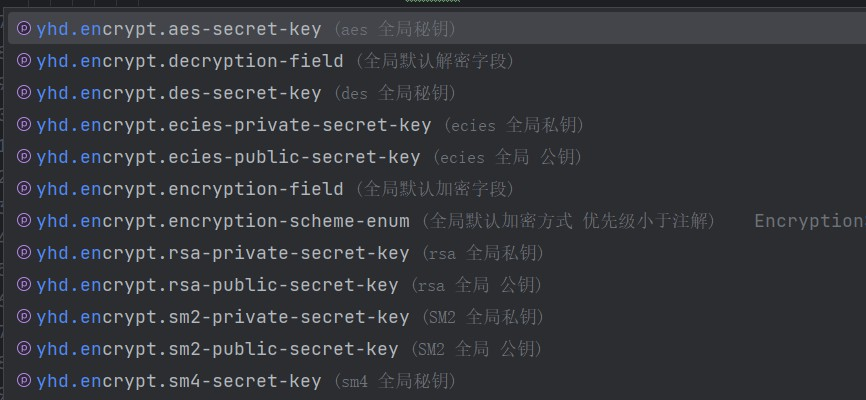 yhd.encrypt.aes-secret-key (aes 全局秘钥)
yhd.encrypt.decryption-field (全局默认解密字段)
yhd.encrypt.des-secret-key (des 全局秘钥)
yhd.encrypt.ecies-private-secret-key (ecies 全局私钥)
yhd.encrypt.ecies-public-secret-key (ecies 全局 公钥)
yhd.encrypt.encryption-field (全局默认加密字段)
yhd.encrypt.encryption-scheme-enum (全局默认加密方式 优先级小于注解) Encryption
yhd.encrypt.rsa-private-secret-key (rsa 全局私钥)
yhd.encrypt.rsa-public-secret-key (rsa 全局 公钥)
yhd.encrypt.sm2-private-secret-key (SM2 全局私钥)
yhd.encrypt.sm2-public-secret-key (SM2 全局 公钥)
yhd.encrypt.sm4-secret-key (sm4 全局秘钥)